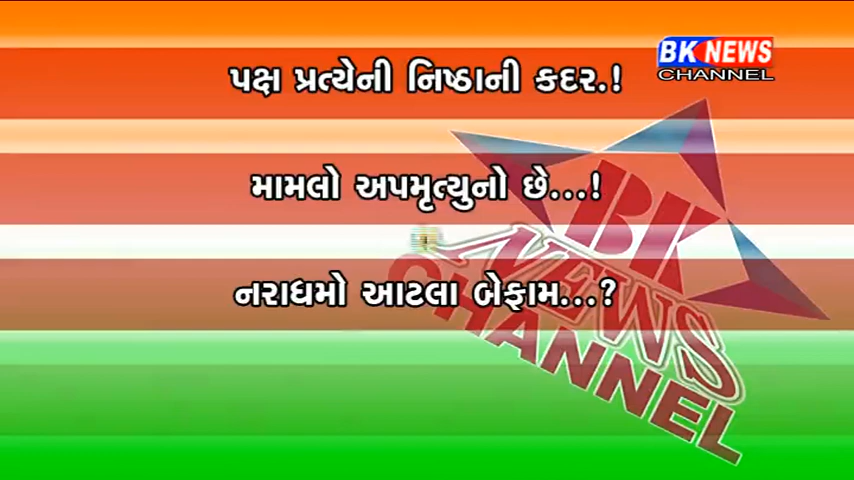 BK NEWS
CHANNEL
પક્ષ પ્રત્યેની નિષ્ઠાની કદર.!
મામલો અપમૃત્યુનો છે...!
નરાધમો આટલા બેફામ...?
BK
NEWS
CHANNEL